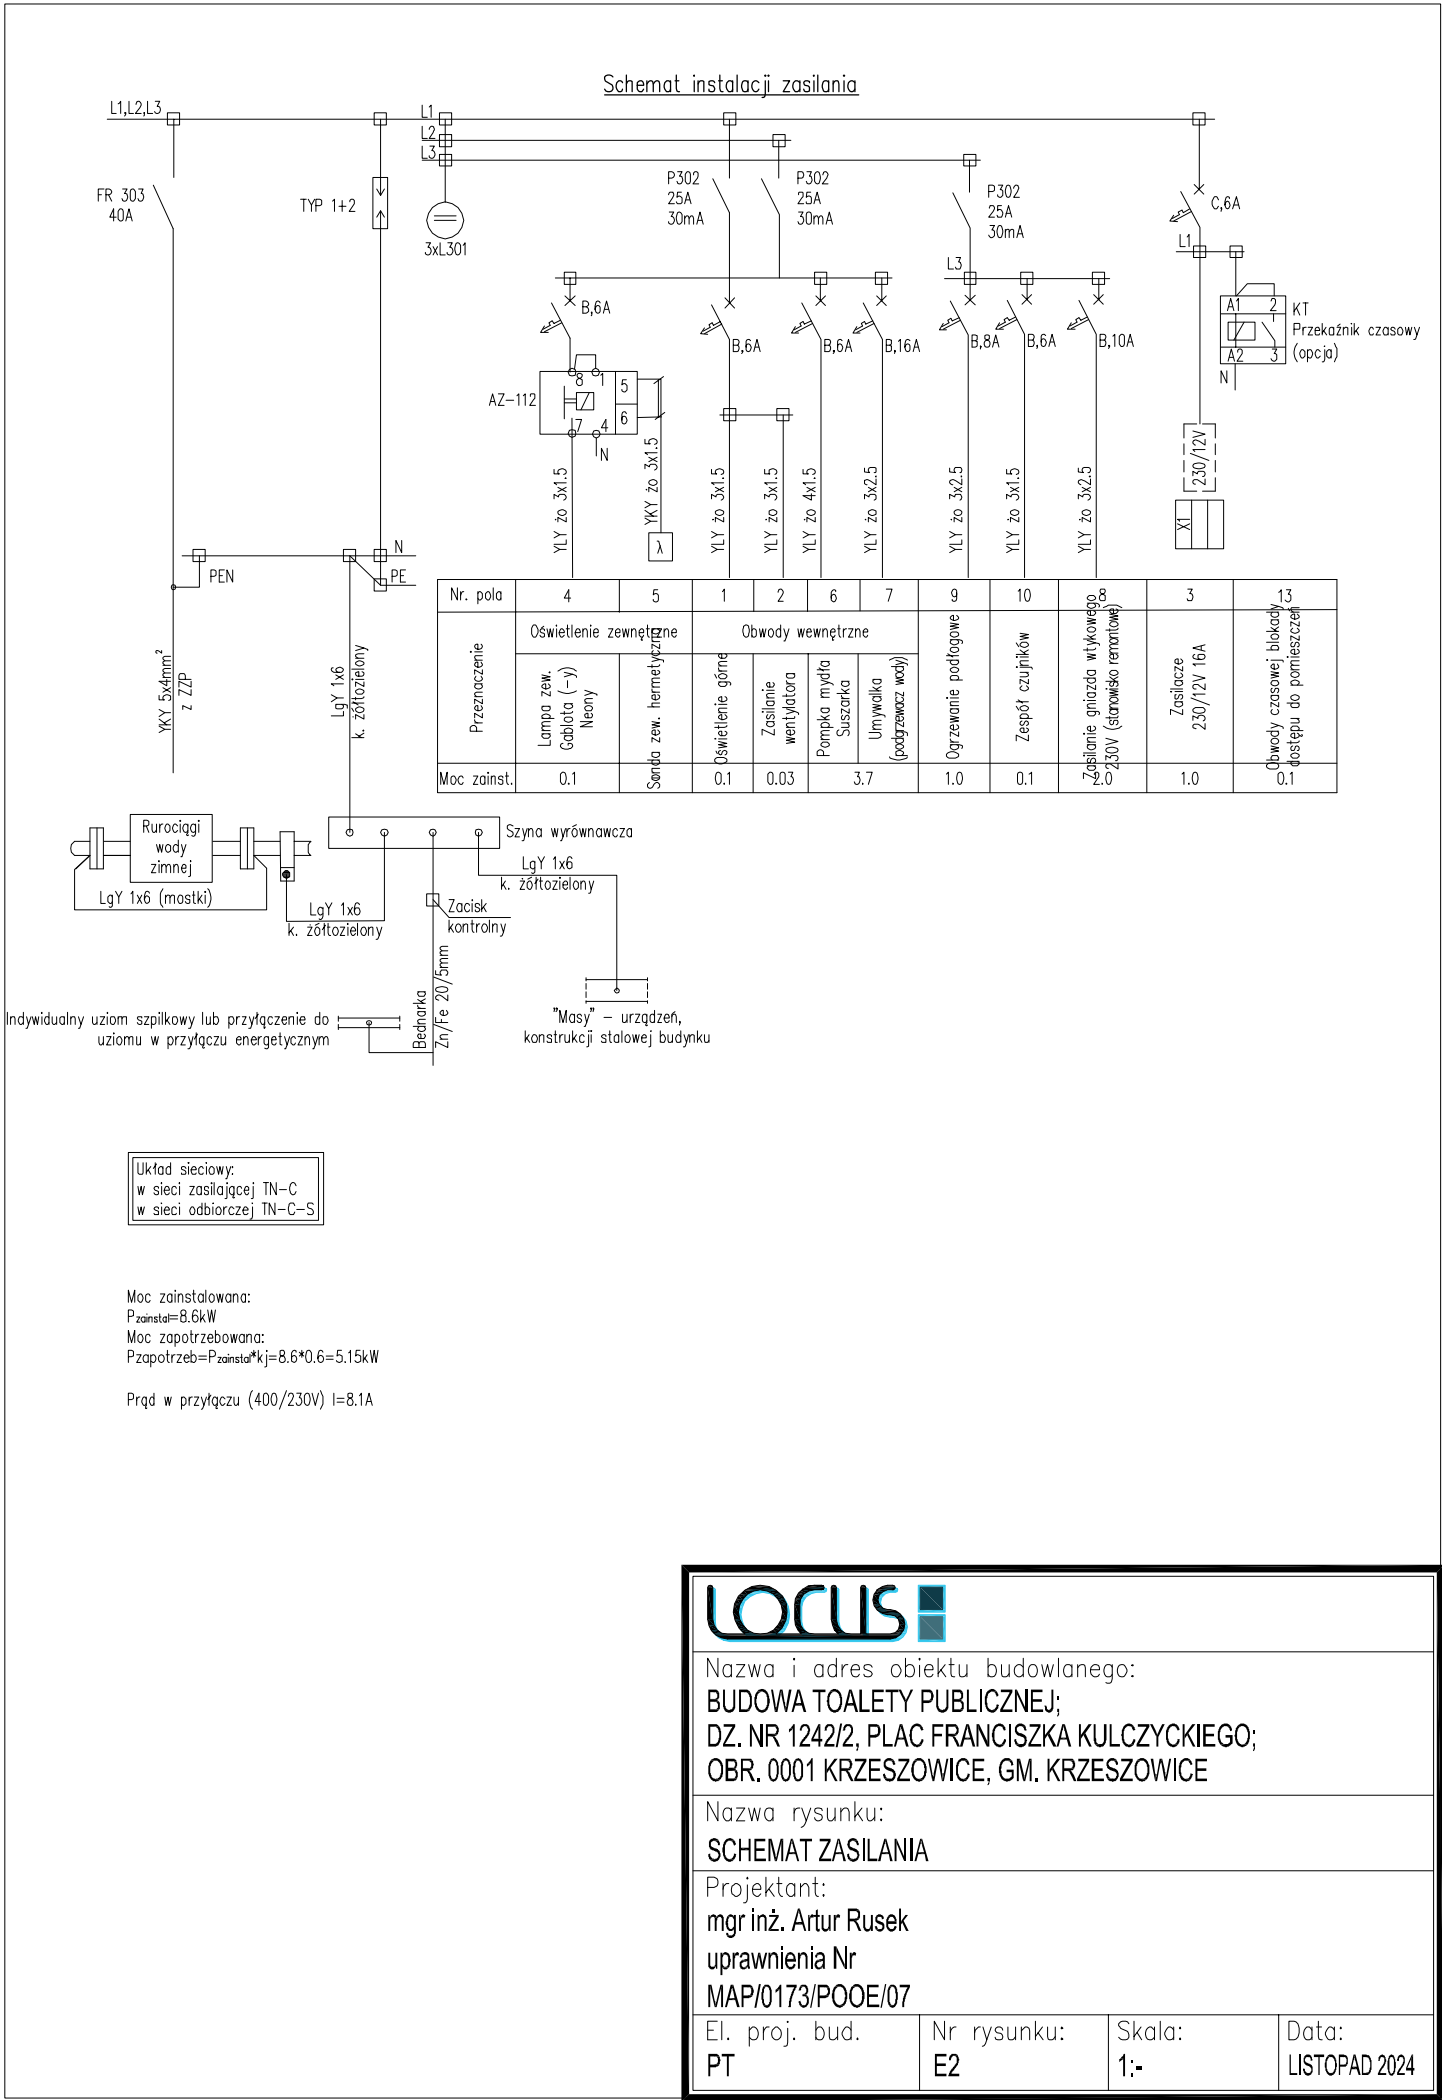 Schemat instalacji zasilania
L1,L2,L3
L1
L2
L3
FR 303
40A
TYP 1+2
3xL301
P302
25A
30mA
P302
25A
30mA
P302
25A
30mA
C,6A
L1
L3
B,6A
B,6A
B,6A
B,16A
B,8A
B,6A
B,10A
A1 2
A2 3
KT
Przekaźnik czasowy
(opcja)
N
AZ-112
8 1
5
6
7 4
N
230/12V
X1
λ
YLY żo 3x1.5
YKY żo 3x1.5
YLY żo 3x1.5
YLY żo 3x1.5
YLY żo 4x1.5
YLY żo 3x2.5
YLY żo 3x2.5
YLY żo 3x1.5
YLY żo 3x2.5
N
PE
PEN
YKY 5x4mm²
z ZZP
LgY 1x6
k. żółtozielony
Nr. pola 4 5 1 2 6 7 9 10 8 3 13
Przeznaczenie
Oświetlenie zewnętrzne
Obwody wewnętrzne
Lampa zew.
Gablota (-y)
Neony
Sonda zew. hermetyczna
Oświetlenie górne
Zasilanie
wentylatora
Pompka mydła
Suszarka
Umywalka
(podgrzewacz wody)
Ogrzewanie podłogowe
Zespół czujników
Zasilanie gniazda wtykowego
230V (stanowisko remontowe)
Zasilacze
230/12V 16A
Obwody czasowej blokady
dostępu do pomieszczeń
Moc zainst. 0.1 0.1 0.03 3.7 1.0 0.1 2.0 1.0 0.1
Rurociągi
wody
zimnej
LgY 1x6 (mostki)
LgY 1x6
k. żółtozielony
Szyna wyrównawcza
LgY 1x6
k. żółtozielony
Zacisk
kontrolny
Bednarka
Zn/Fe 20/5mm
"Masy" - urządzeń,
konstrukcji stalowej budynku
Indywidualny uziom szpilkowy lub przyłączenie do
uziomu w przyłączu energetycznym
Układ sieciowy:
w sieci zasilającej TN-C
w sieci odbiorczej TN-C-S
Moc zainstalowana:
Pzainstal=8.6kW
Moc zapotrzebowana:
Pzapotrzeb=Pzainstal*kj=8.6*0.6=5.15kW
Prąd w przyłączu (400/230V) I=8.1A
LOCUS
Nazwa i adres obiektu budowlanego:
BUDOWA TOALETY PUBLICZNEJ;
DZ. NR 1242/2, PLAC FRANCISZKA KULCZYCKIEGO;
OBR. 0001 KRZESZOWICE, GM. KRZESZOWICE
Nazwa rysunku:
SCHEMAT ZASILANIA
Projektant:
mgr inż. Artur Rusek
uprawnienia Nr
MAP/0173/POOE/07
El. proj. bud.
PT
Nr rysunku:
E2
Skala:
1:-
Data:
LISTOPAD 2024